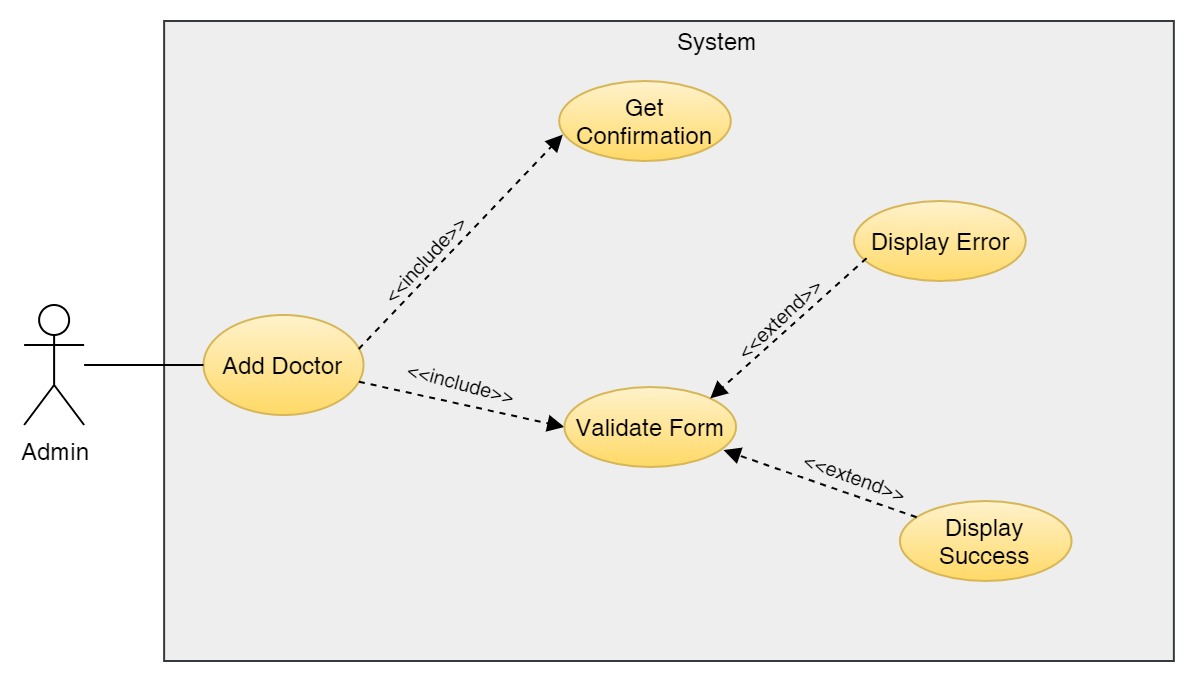 System
Get
Confirmation
<<include>>
Display Error
<<extend>>
Add Doctor
<<include>>
Validate Form
Admin
<<extend>>
Display
Success